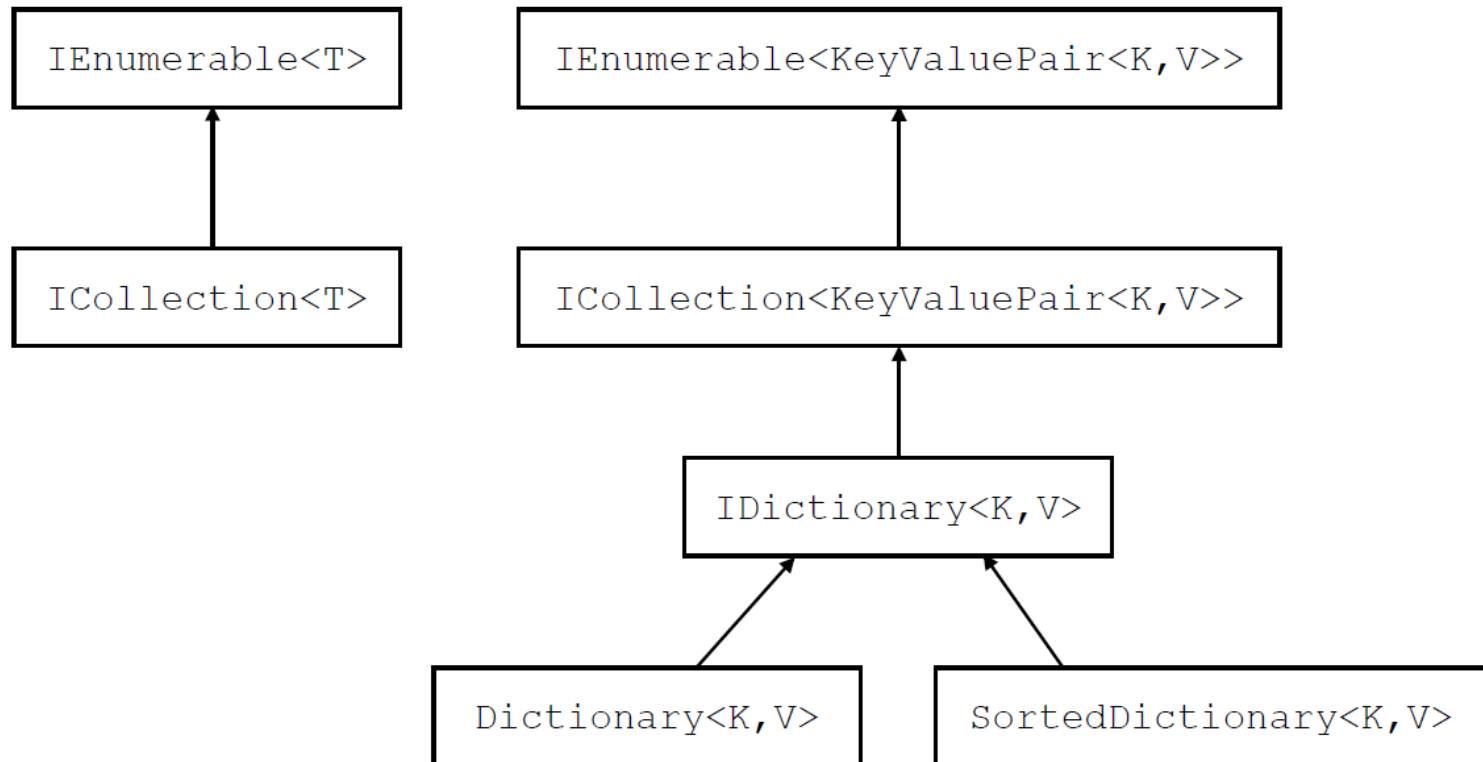 IEnumerable<T>
IEnumerable<KeyValuePair<K,V>>
ICollection<T>
ICollection<KeyValuePair<K,V>>
IDictionary<K,V>
Dictionary<K,V>
SortedDictionary<K,V>